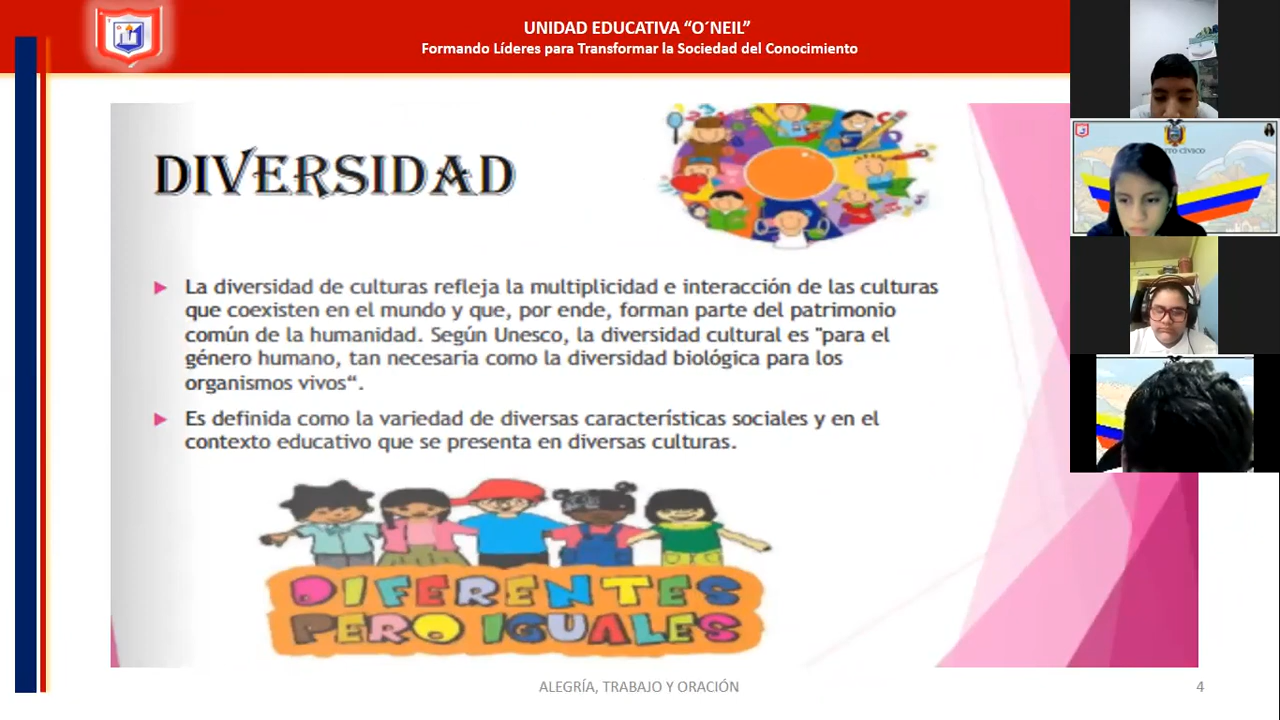 UNIDAD EDUCATIVA “O´NEIL”
Formando Líderes para Transformar la Sociedad del Conocimiento
DIVERSIDAD
La diversidad de culturas refleja la multiplicidad e interacción de las culturas
que coexisten en el mundo y que, por ende, forman parte del patrimonio
común de la humanidad. Según Unesco, la diversidad cultural es "para el
género humano, tan necesaria como la diversidad biológica para los
organismos vivos“.
Es definida como la variedad de diversas características sociales y en el
contexto educativo que se presenta en diversas culturas.
DIFERENTES
PERO IGUALES
ALEGRÍA, TRABAJO Y ORACIÓN
4
CÍVICO